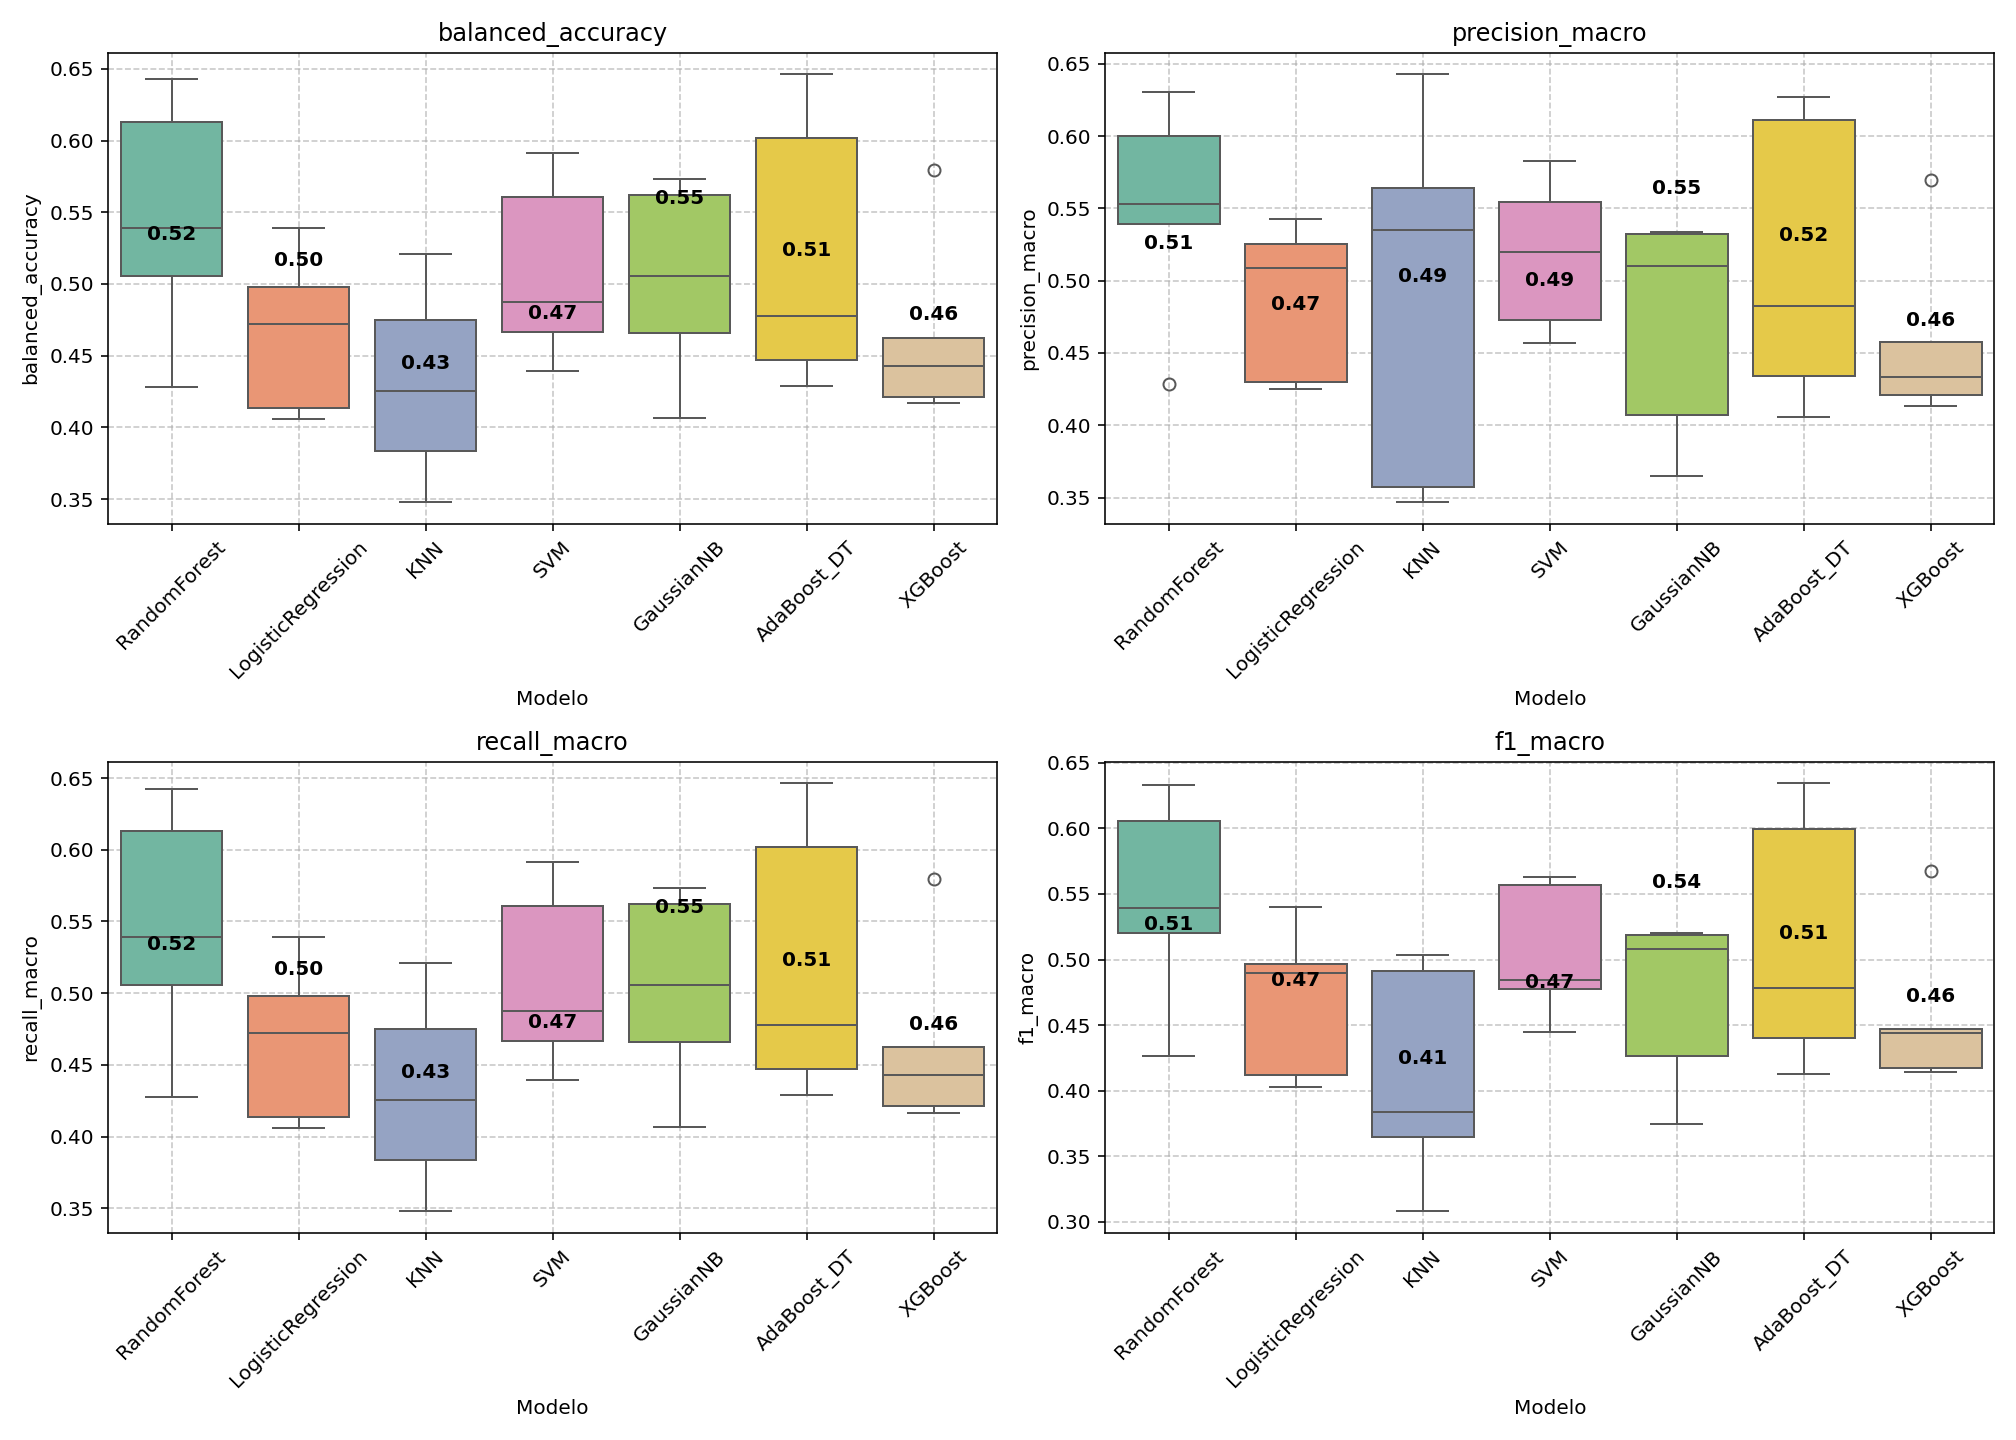 balanced_accuracy
balanced_accuracy
0.65
0.60
0.55
0.50
0.45
0.40
0.35
0.52
0.50
0.43
0.47
0.55
0.51
0.46
RandomForest
LogisticRegression
KNN
SVM
GaussianNB
AdaBoost_DT
XGBoost
Modelo
precision_macro
precision_macro
0.65
0.60
0.55
0.50
0.45
0.40
0.35
0.51
0.47
0.49
0.49
0.55
0.52
0.46
RandomForest
LogisticRegression
KNN
SVM
GaussianNB
AdaBoost_DT
XGBoost
Modelo
recall_macro
recall_macro
0.65
0.60
0.55
0.50
0.45
0.40
0.35
0.52
0.50
0.43
0.47
0.55
0.51
0.46
RandomForest
LogisticRegression
KNN
SVM
GaussianNB
AdaBoost_DT
XGBoost
Modelo
f1_macro
f1_macro
0.65
0.60
0.55
0.50
0.45
0.40
0.35
0.30
0.51
0.47
0.41
0.47
0.54
0.51
0.46
RandomForest
LogisticRegression
KNN
SVM
GaussianNB
AdaBoost_DT
XGBoost
Modelo